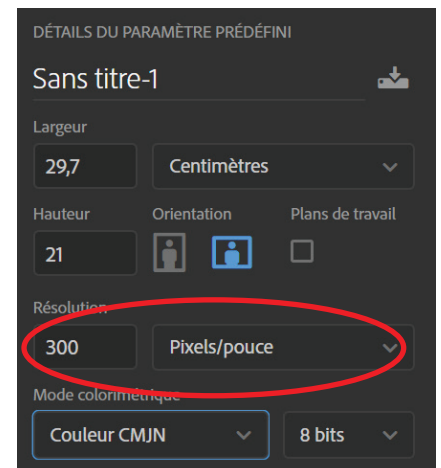 DÉTAILS DU PARAMÈTRE PRÉDÉFINI
Sans titre-1
Largeur
29,7 Centimètres
Hauteur Orientation Plans de travail
21
Résolution
300 Pixels/pouce
Mode colorimétrique
Couleur CMJN 8 bits